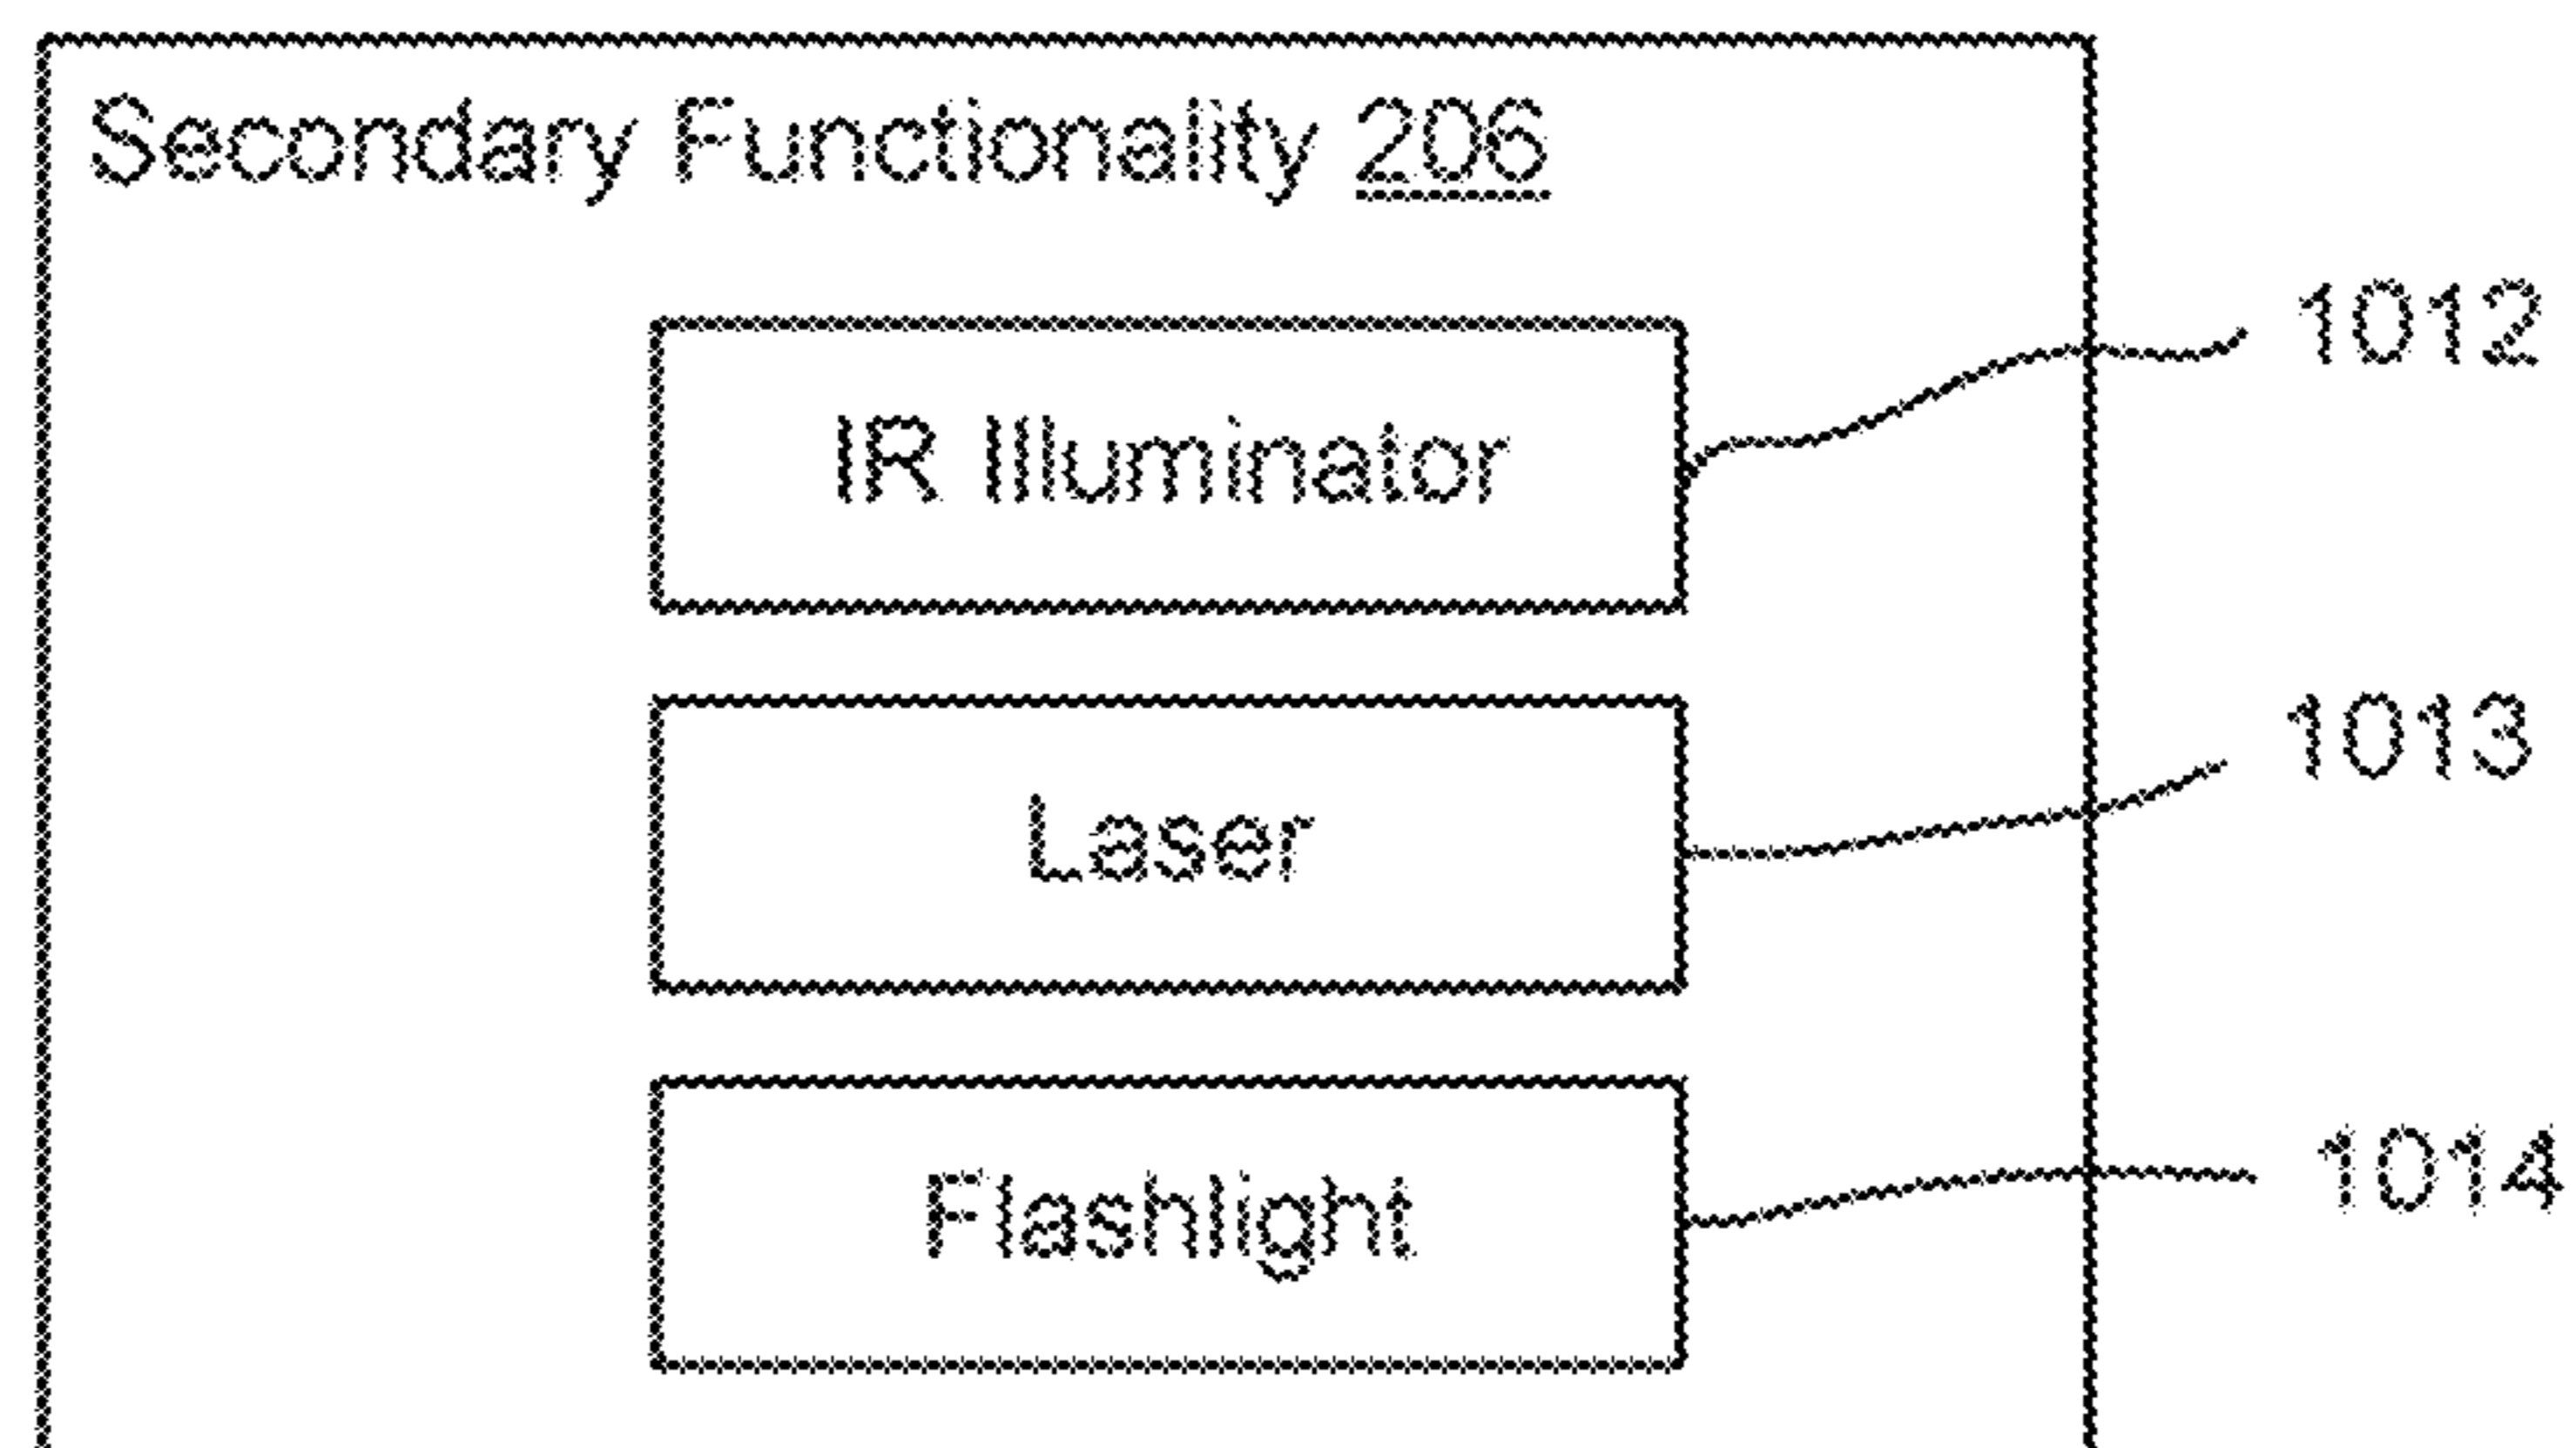 Secondary Functionality 206
1012
IR Illuminator
1013
Laser
1014
Flashlight